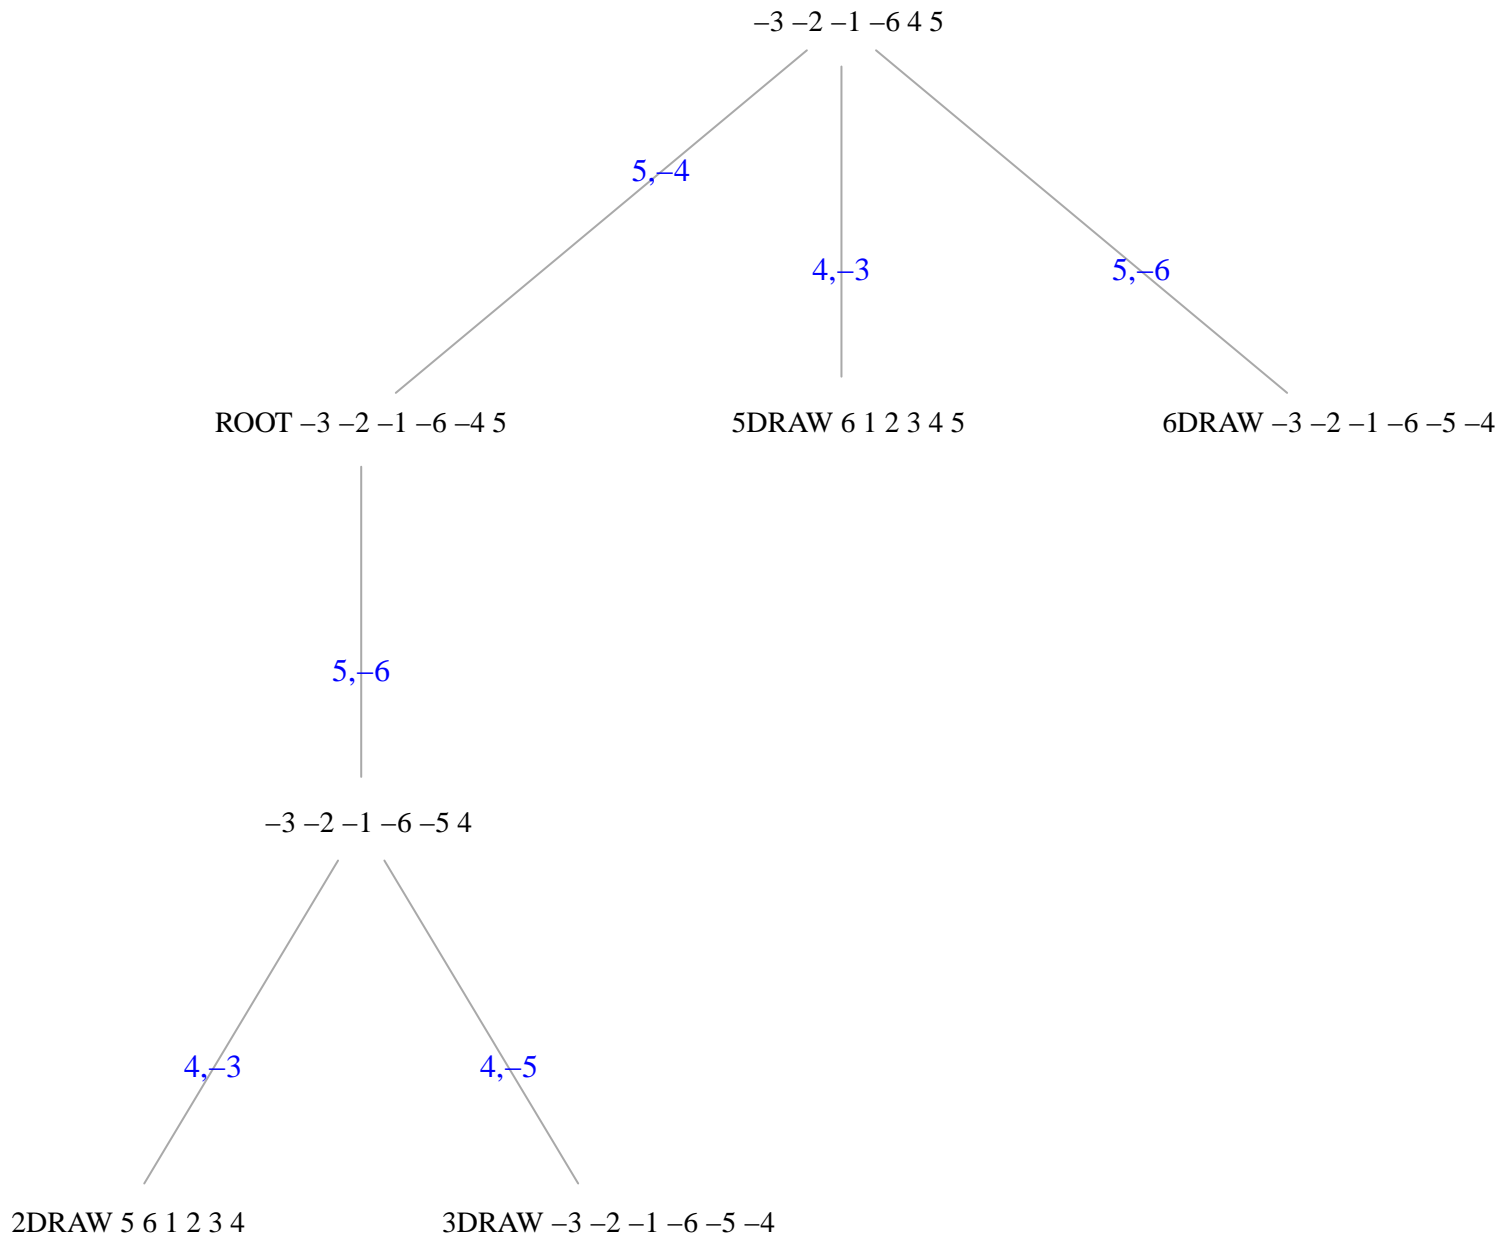 –3 –2 –1 –6 4 5
5,–4
4,–3
5,–6
ROOT –3 –2 –1 –6 –4 5
5DRAW 6 1 2 3 4 5
6DRAW –3 –2 –1 –6 –5 –4
5,–6
–3 –2 –1 –6 –5 4
4,–3
4,–5
2DRAW 5 6 1 2 3 4
3DRAW –3 –2 –1 –6 –5 –4